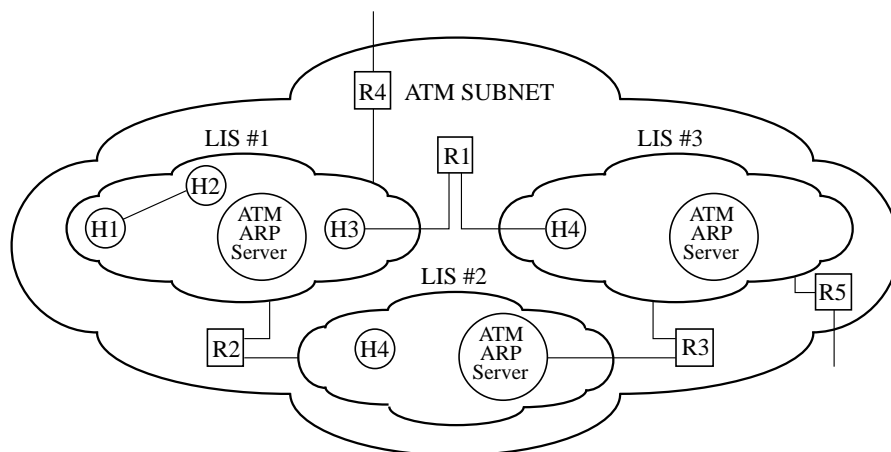 R4
ATM SUBNET
LIS #1
R1
LIS #3
H2
H1
ATM
ARP
Server
H3
H4
ATM
ARP
Server
LIS #2
R5
R2
H4
ATM
ARP
Server
R3